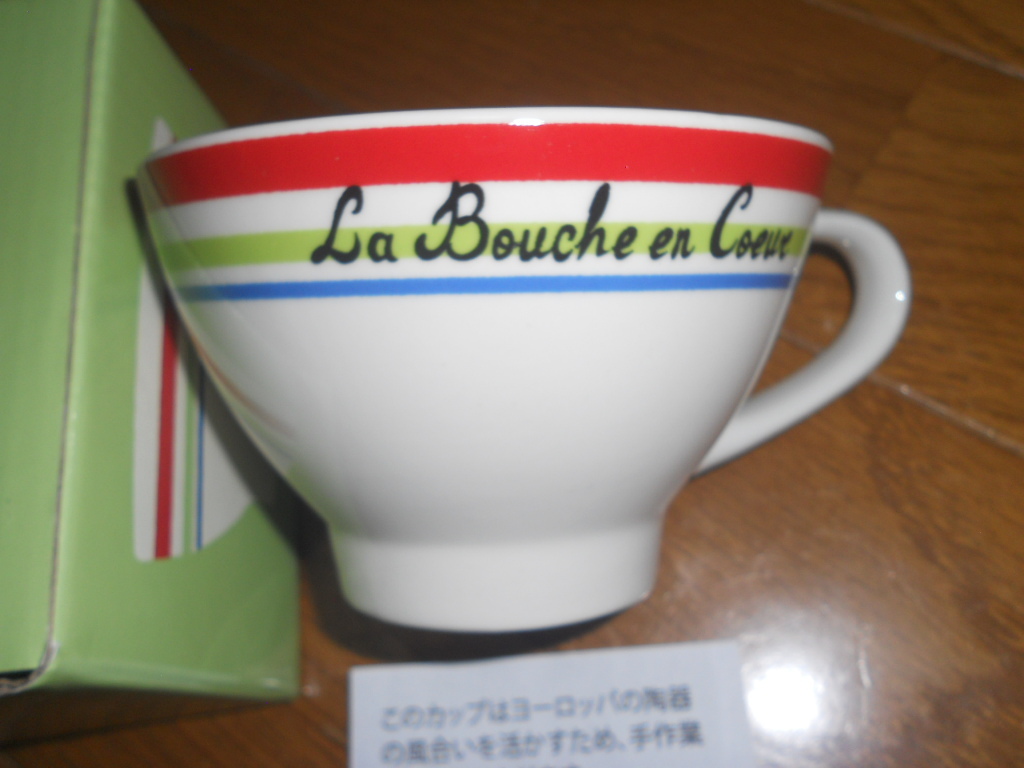 La Bouche en Coeur
このカップはヨーロッパの陶器
の風合いを活かすため、手作業